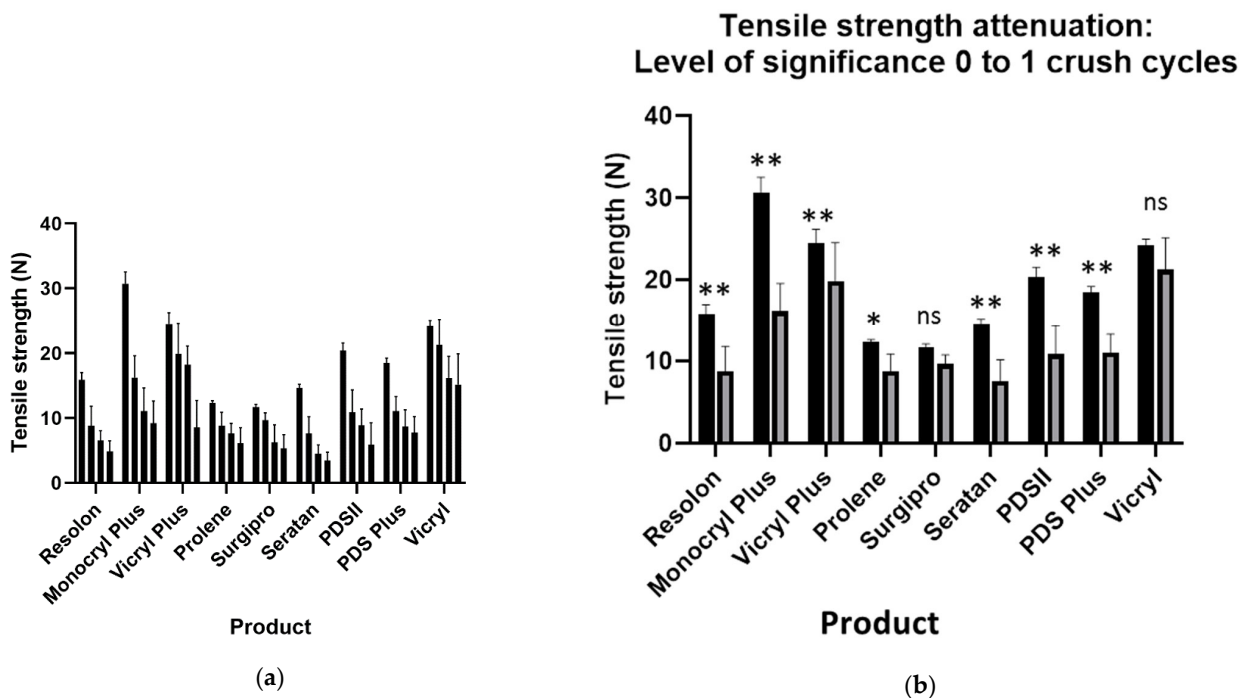 Tensile strength (N)
40
30
20
10
0
Resolon
Monocryl Plus
Vicryl Plus
Prolene
Surgipro
Seratan
PDSII
PDS Plus
Vicryl
Product
(a)
Tensile strength attenuation:
Level of significance 0 to 1 crush cycles
Tensile strength (N)
40
30
20
10
0
**
**
**
*
ns
**
**
**
ns
Resolon
Monocryl Plus
Vicryl Plus
Prolene
Surgipro
Seratan
PDSII
PDS Plus
Vicryl
Product
(b)